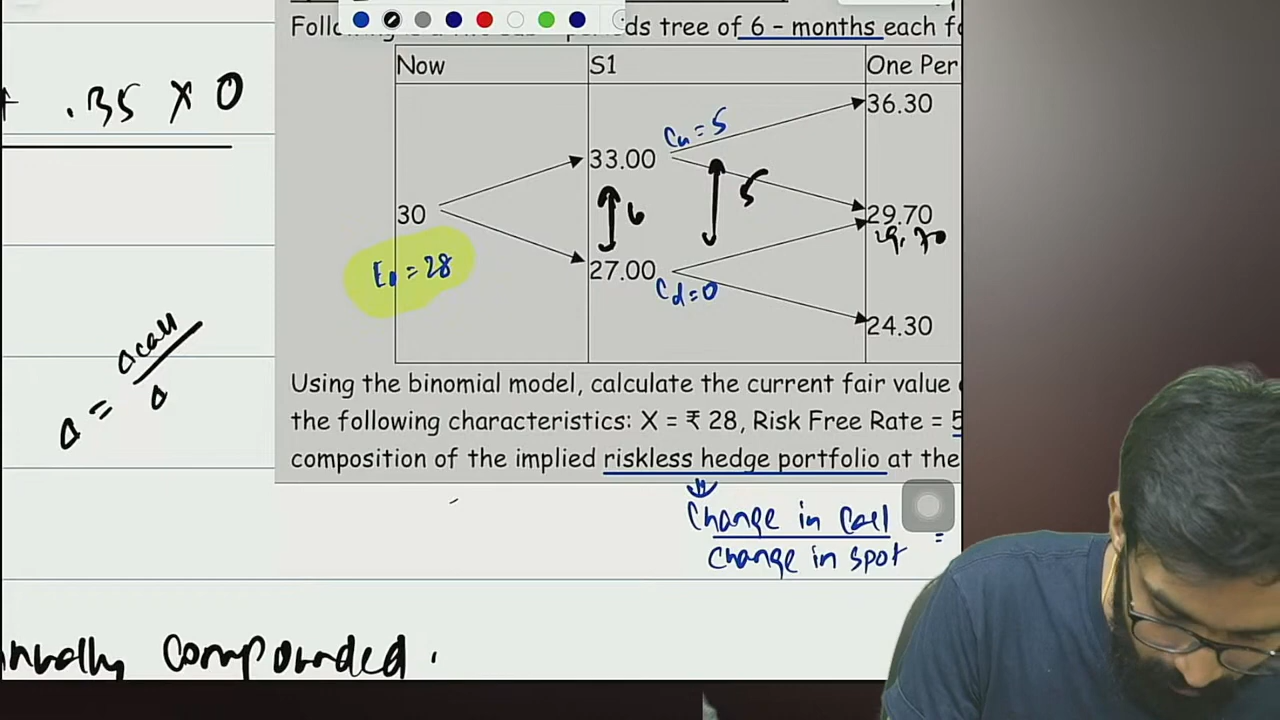 .35 X 0
Δ = Δcall / Δ
nually compounded.
ds tree of 6 – months each fo
Now S1 One Per
36.30
Cu = 5
33.00
6
5
30
29.70
29.70
= 28
27.00
Cd=0
24.30
Using the binomial model, calculate the current fair value
the following characteristics: X = ₹ 28, Risk Free Rate = 5
composition of the implied riskless hedge portfolio at the
Change in Call
Change in spot
=